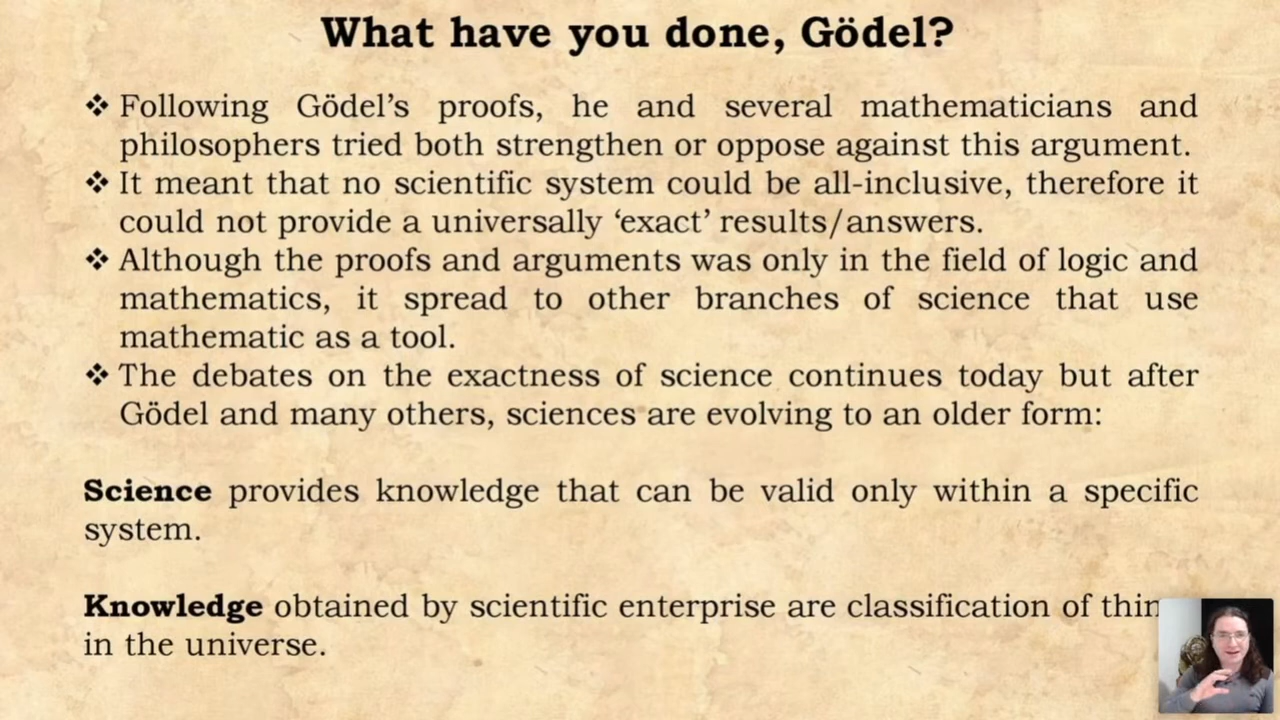 What have you done, Gödel?
❖ Following Gödel’s proofs, he and several mathematicians and
philosophers tried both strengthen or oppose against this argument.
❖ It meant that no scientific system could be all-inclusive, therefore it
could not provide a universally ‘exact’ results/answers.
❖ Although the proofs and arguments was only in the field of logic and
mathematics, it spread to other branches of science that use
mathematic as a tool.
❖ The debates on the exactness of science continues today but after
Gödel and many others, sciences are evolving to an older form:
Science provides knowledge that can be valid only within a specific
system.
Knowledge obtained by scientific enterprise are classification of
in the universe.